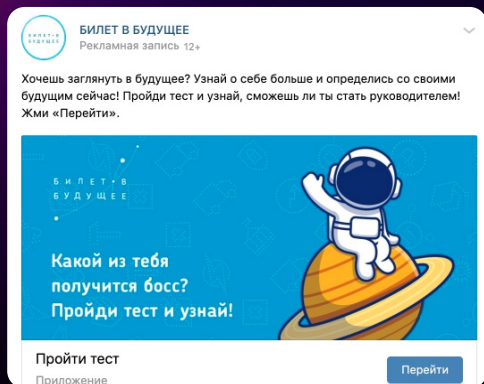 БИЛЕТ•В
БУДУЩЕЕ
БИЛЕТ В БУДУЩЕЕ
Рекламная запись 12+
Хочешь заглянуть в будущее? Узнай о себе больше и определись со своими
будущим сейчас! Пройди тест и узнай, сможешь ли ты стать руководителем!
Жми «Перейти».
БИЛЕТ•В
БУДУЩЕЕ
Какой из тебя
получится босс?
Пройди тест и узнай!
Пройти тест
Перейти
Приложение